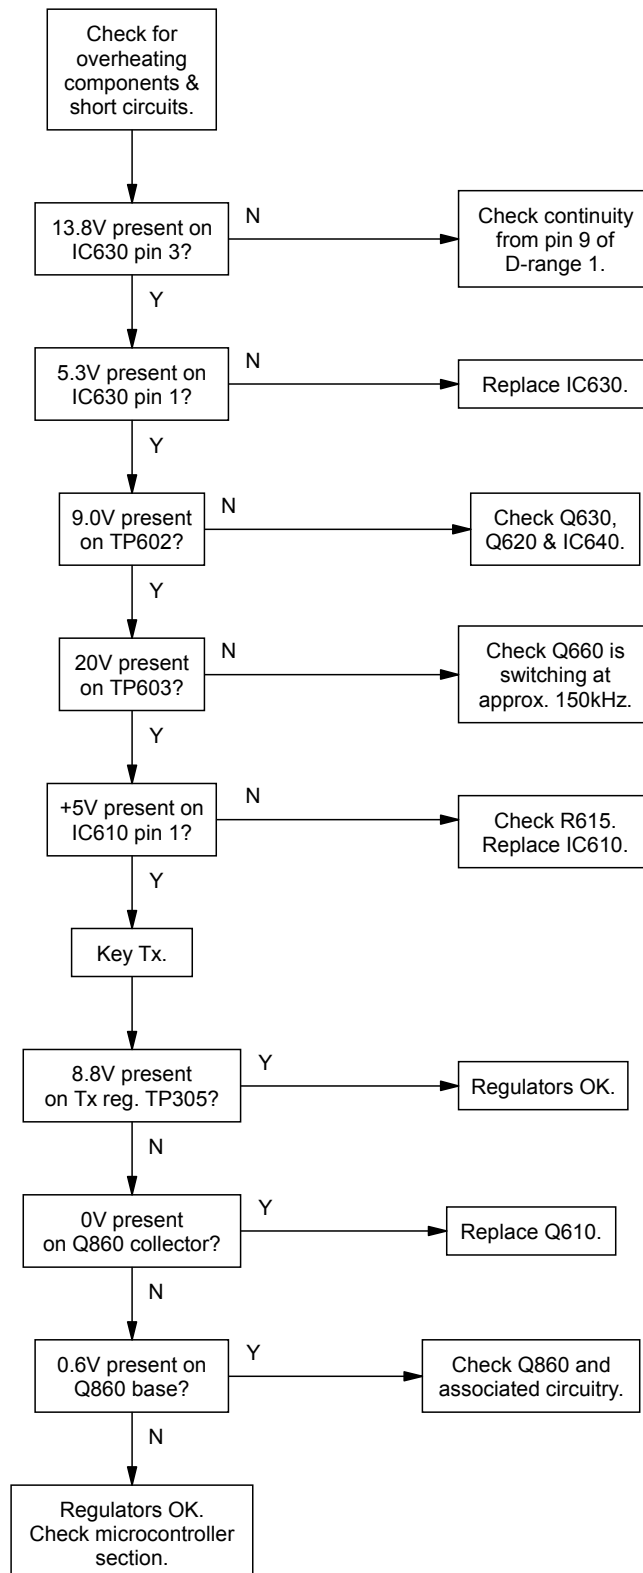 Check for
overheating
components &
short circuits.
13.8V present on
IC630 pin 3?
N
Check continuity
from pin 9 of
D-range 1.
Y
5.3V present on
IC630 pin 1?
N
Replace IC630.
Y
9.0V present
on TP602?
N
Check Q630,
Q620 & IC640.
Y
20V present
on TP603?
N
Check Q660 is
switching at
approx. 150kHz.
Y
+5V present on
IC610 pin 1?
N
Check R615.
Replace IC610.
Y
Key Tx.
8.8V present
on Tx reg. TP305?
Y
Regulators OK.
N
0V present
on Q860 collector?
Y
Replace Q610.
N
0.6V present on
Q860 base?
Y
Check Q860 and
associated circuitry.
N
Regulators OK.
Check microcontroller
section.